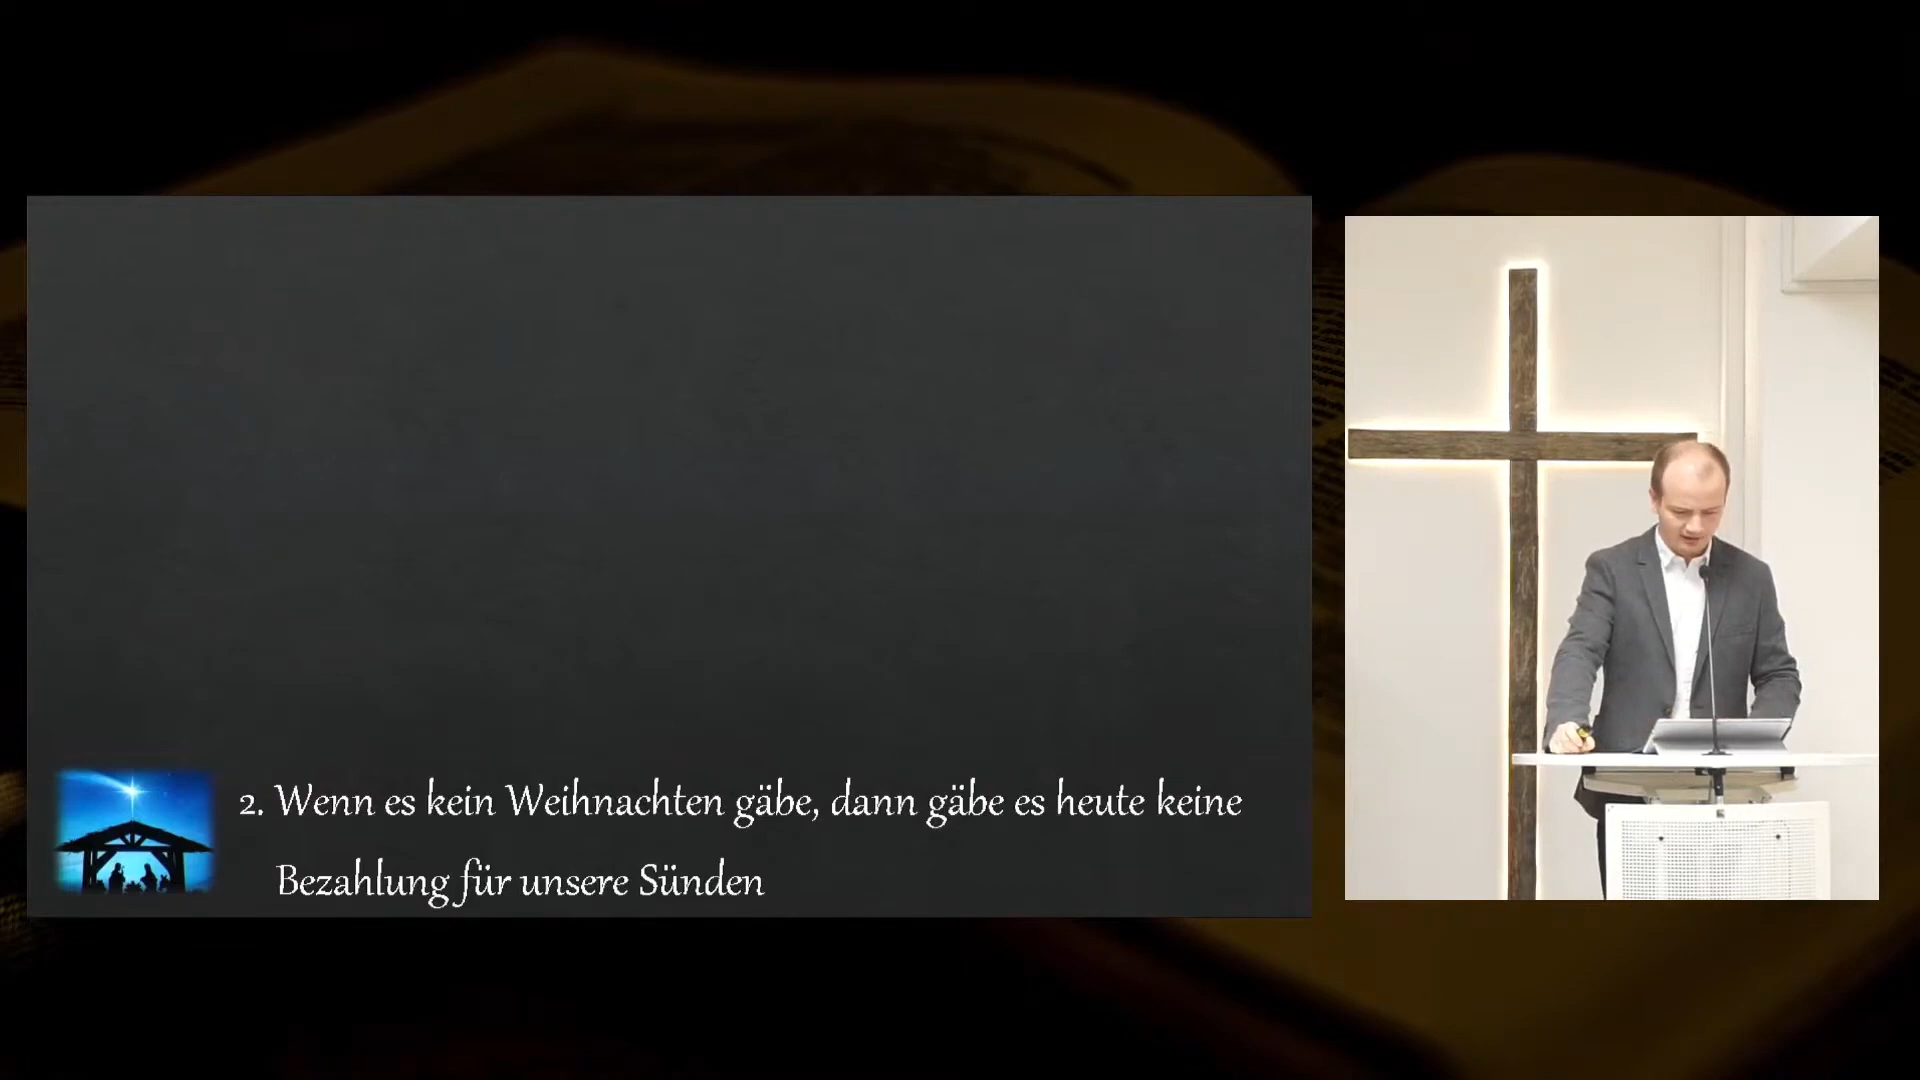 2. Wenn es kein Weihnachten gäbe, dann gäbe es heute keine
Bezahlung für unsere Sünden